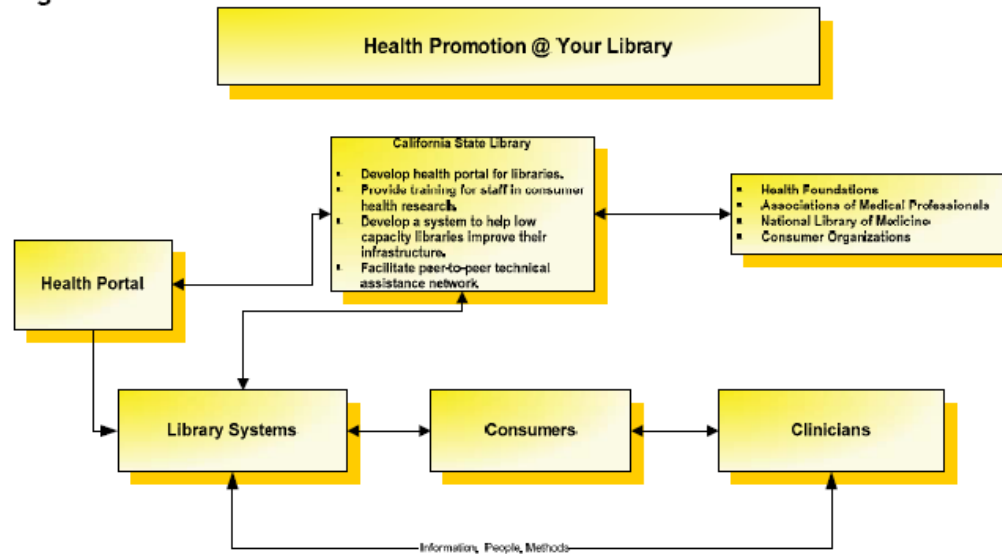 Health Promotion @ Your Library
California State Library
▪ Develop health portal for libraries.
▪ Provide training for staff in consumer
health research.
▪ Develop a system to help low
capacity libraries improve their
infrastructure.
▪ Facilitate peer-to-peer technical
assistance network.
▪ Health Foundations
▪ Associations of Medical Professionals
▪ National Library of Medicine
▪ Consumer Organizations
Health Portal
Library Systems
Consumers
Clinicians
Information, People, Methods